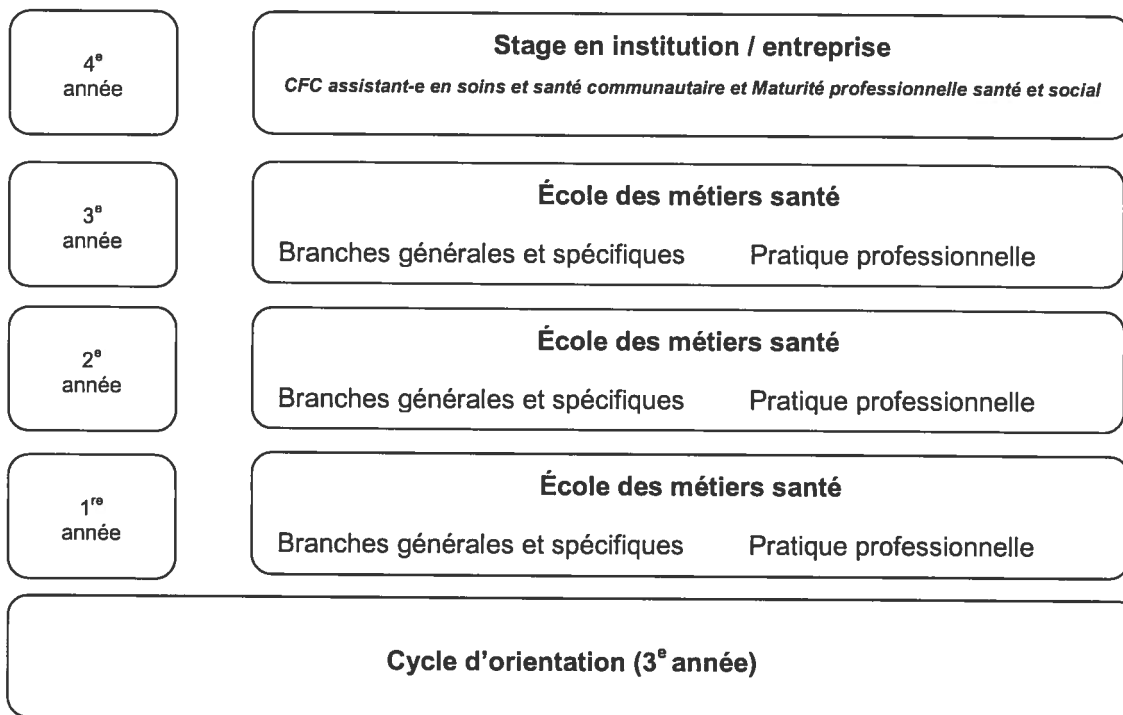 4e
année
Stage en institution / entreprise
CFC assistant-e en soins et santé communautaire et Maturité professionnelle santé et social
3e
année
École des métiers santé
Branches générales et spécifiques Pratique professionnelle
2e
année
École des métiers santé
Branches générales et spécifiques Pratique professionnelle
1re
année
École des métiers santé
Branches générales et spécifiques Pratique professionnelle
Cycle d'orientation (3e année)